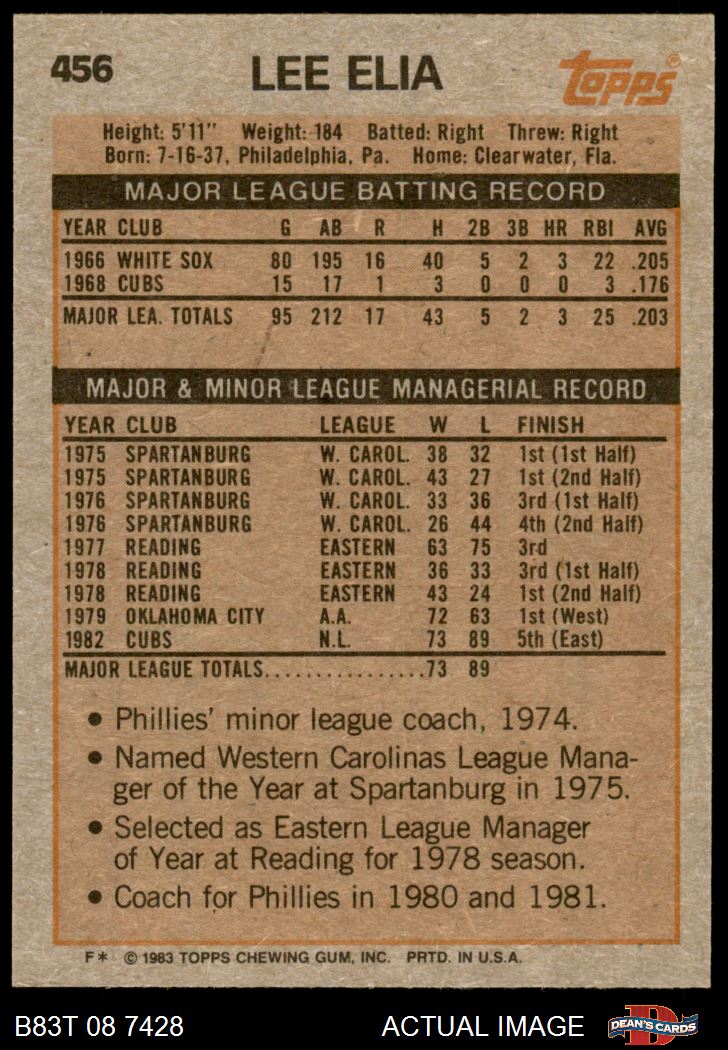 456 LEE ELIA TOPPS®
Height: 5'11" Weight: 184 Batted: Right Threw: Right
Born: 7-16-37, Philadelphia, Pa. Home: Clearwater, Fla.
MAJOR LEAGUE BATTING RECORD
YEAR CLUB G AB R H 2B 3B HR RBI AVG
1966 WHITE SOX 80 195 16 40 5 2 3 22 .205
1968 CUBS 15 17 1 3 0 0 0 3 .176
MAJOR LEA. TOTALS 95 212 17 43 5 2 3 25 .203
MAJOR & MINOR LEAGUE MANAGERIAL RECORD
YEAR CLUB LEAGUE W L FINISH
1975 SPARTANBURG W. CAROL. 38 32 1st (1st Half)
1975 SPARTANBURG W. CAROL. 43 27 1st (2nd Half)
1976 SPARTANBURG W. CAROL. 33 36 3rd (1st Half)
1976 SPARTANBURG W. CAROL. 26 44 4th (2nd Half)
1977 READING EASTERN 63 75 3rd
1978 READING EASTERN 36 33 3rd (1st Half)
1978 READING EASTERN 43 24 1st (2nd Half)
1979 OKLAHOMA CITY A.A. 72 63 1st (West)
1982 CUBS N.L. 73 89 5th (East)
MAJOR LEAGUE TOTALS................73 89
• Phillies' minor league coach, 1974.
• Named Western Carolinas League Mana-
ger of the Year at Spartanburg in 1975.
• Selected as Eastern League Manager
of Year at Reading for 1978 season.
• Coach for Phillies in 1980 and 1981.
F* © 1983 TOPPS CHEWING GUM, INC. PRTD. IN U.S.A.
B83T 08 7428 ACTUAL IMAGE D DEAN'S CARDS